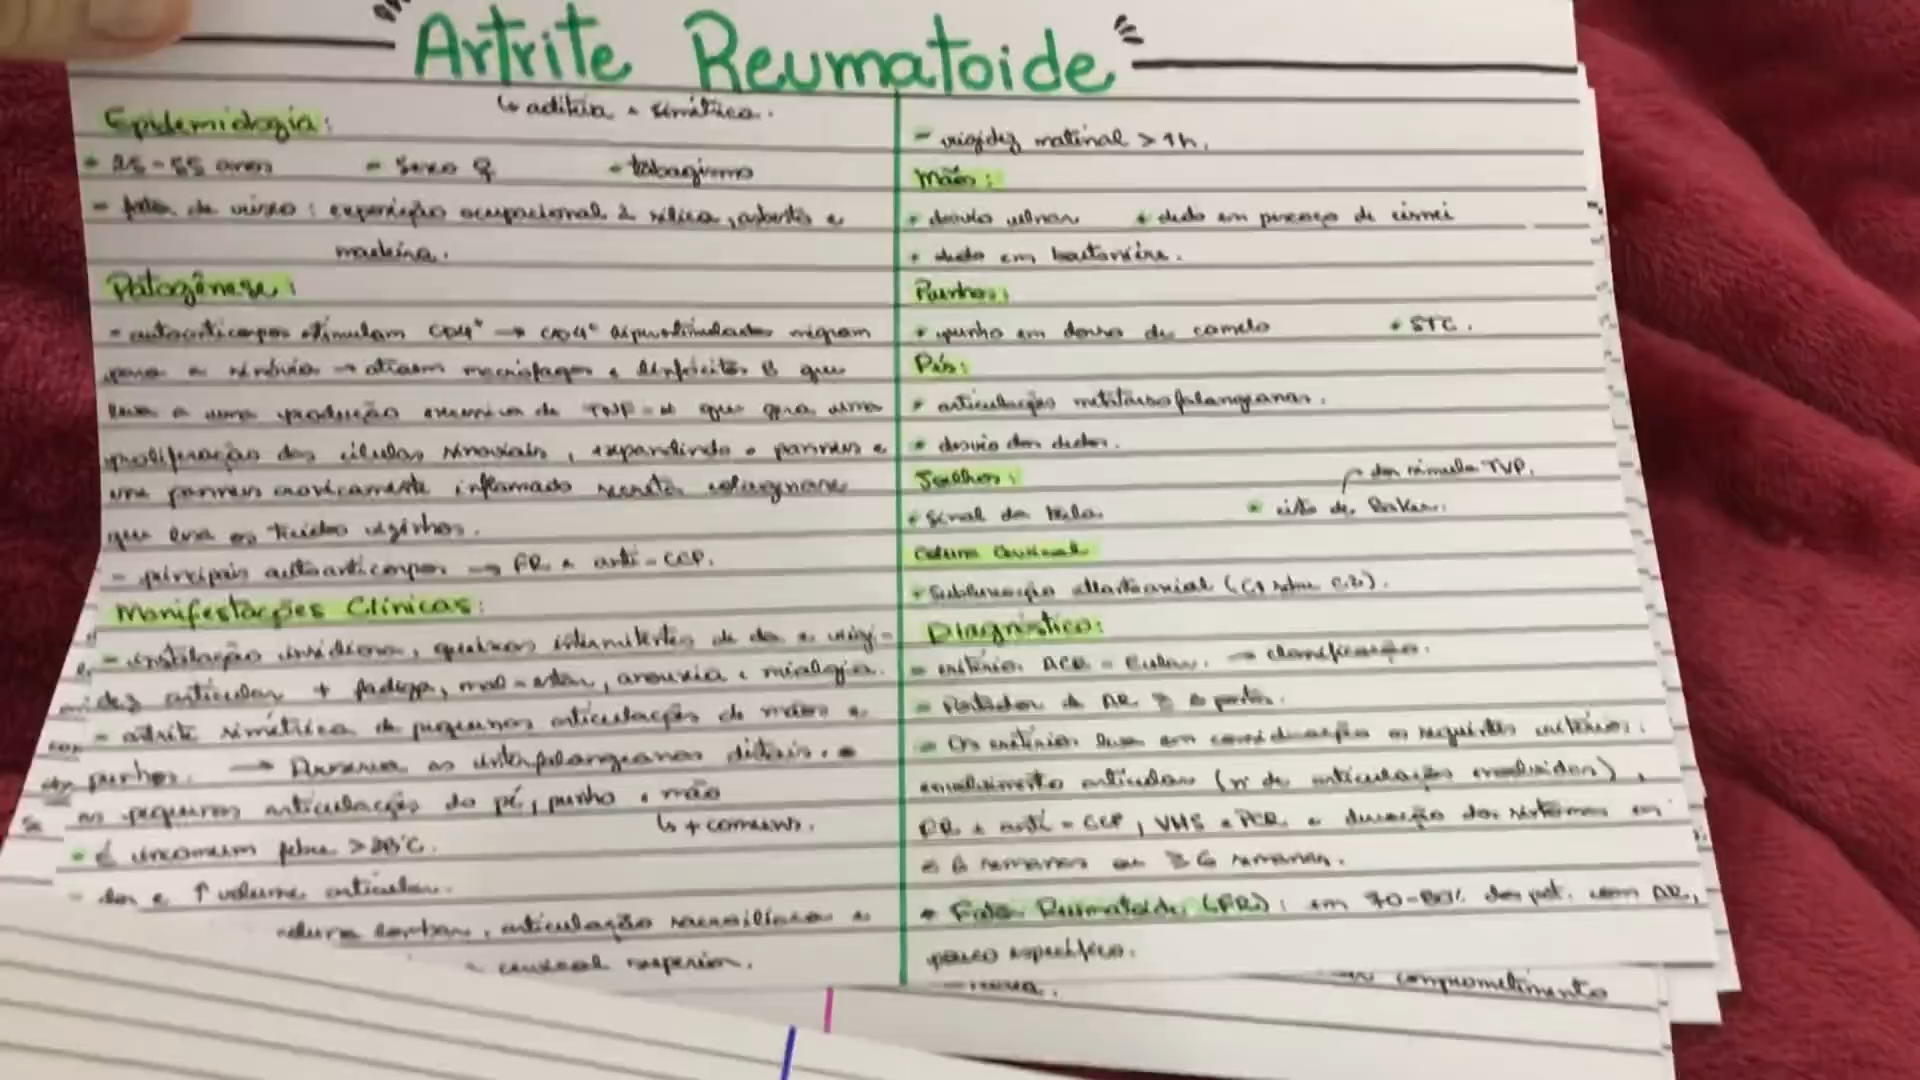 Artrite Reumatoide
↳ aditiva e simétrica.
Epidemiologia:
• 25-55 anos - Sexo ♀ - tabagismo
- fator de risco: exposição ocupacional à sílica, asbesto e
madeira.
Patogênese:
- autoanticorpos estimulam CD4⁺ → CD4⁺ migram
para a sinóvia → ativam macrófagos e linfócitos B que
leva a uma produção excessiva de TNF-α que gera uma
proliferação das células sinoviais, expandindo o pannus e
pannus cronicamente inflamado secreta colagenase
que os tecidos vizinhos.
- principais autoanticorpos → FR e anti-CCP.
Manifestações Clínicas:
- instalação insidiosa, queixas intermitentes de dor e rigi-
dez articular + fadiga, mal-estar, anorexia e mialgia.
- artrite simétrica de pequenas articulações de mãos e
punhos. → Preserva as interfalangeanas distais.
as pequenas articulações do pé, punho e mão
↳ + comuns.
• É incomum febre > 38°C.
- dor e ↑ volume articular.
coluna lombar, articulação sacroilíaca e
cervical superior.
- rigidez matinal > 1h.
Mãos:
• desvio ulnar • dedo em pescoço de cisne
• dedo em
Punhos:
• punho em dorso de camelo • STC.
Pés:
• articulações metatarsofalangeanas.
• desvio dos dedos.
Joelhos:
• Sinal da tecla • cisto de Baker.
↱ dor simula TVP.
Coluna Cervical
• Subluxação atlantoaxial (C1 sobre C2).
Diagnóstico:
- critério ACR - Eular. → classificação.
- Portador de AR ≥ 6 pontos.
- Os critérios leva em consideração os seguintes critérios:
envolvimento articular (nº de articulações envolvidas),
FR e anti-CCP, VHS e PCR e duração dos sintomas em
< 6 semanas ou ≥ 6 semanas.
• Fator Reumatoide (FR): em 70-80% dos pct. com AR,
pouco específico.
comprometimento